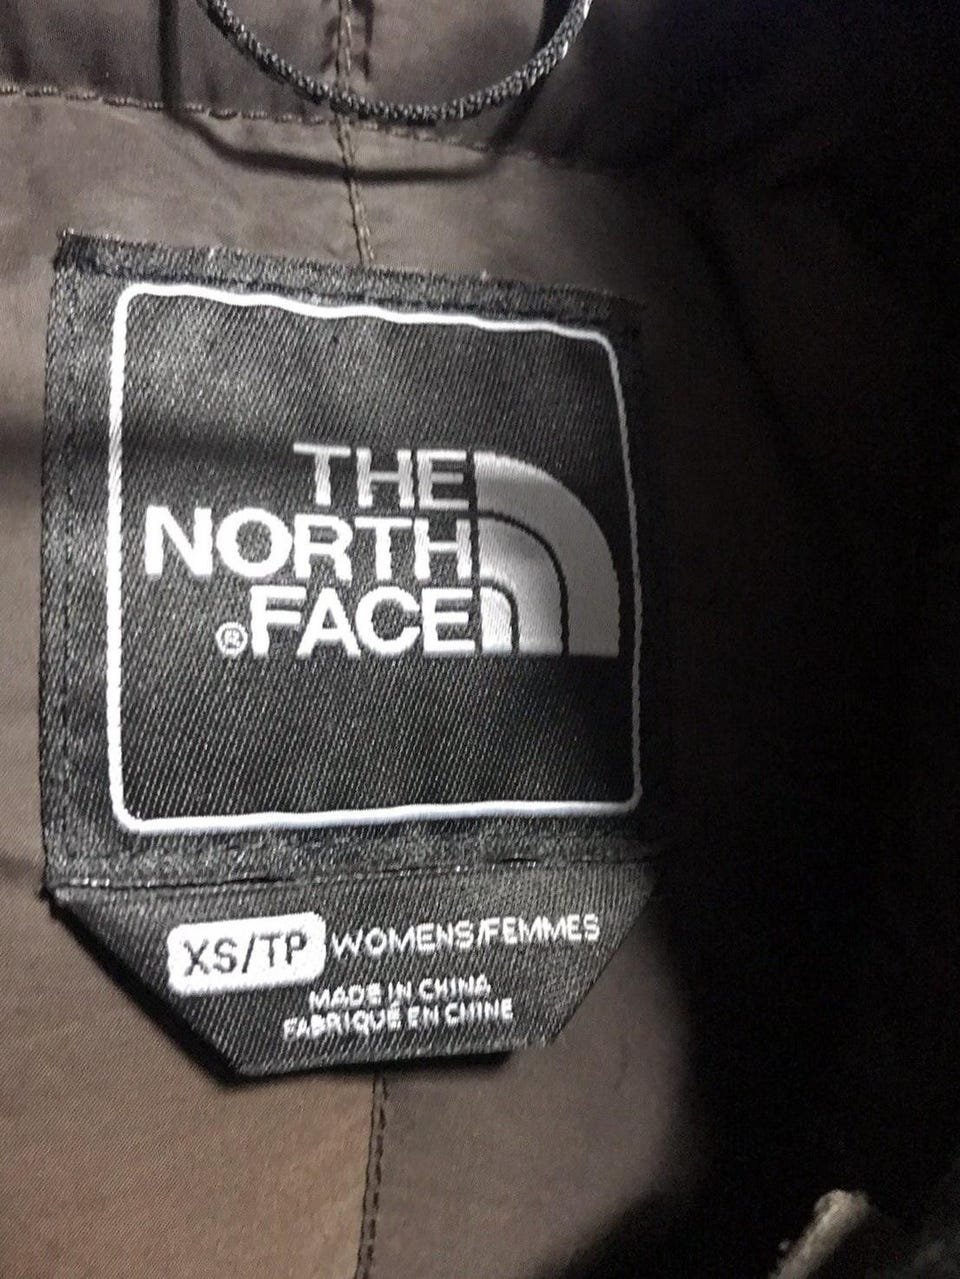 THE
NORTH
®FACE
XS/TP WOMENS/FEMMES
MADE IN CHINA
FABRIQUÉ EN CHINE